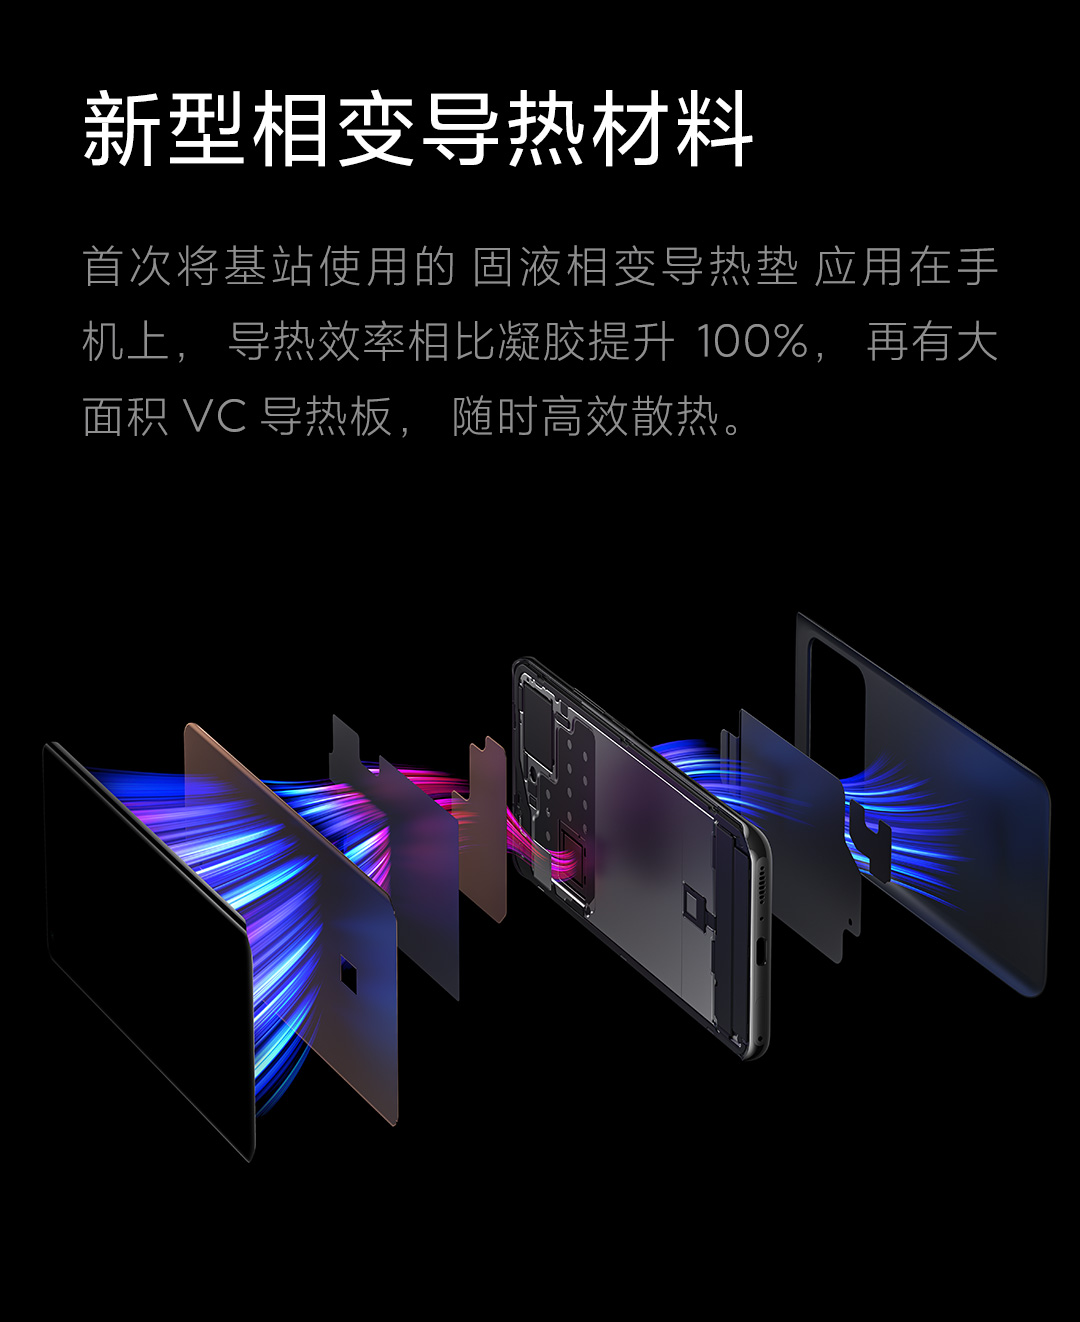 新型相变导热材料
首次将基站使用的 固液相变导热垫 应用在手
机上， 导热效率相比凝胶提升 100%， 再有大
面积 VC 导热板， 随时高效散热。